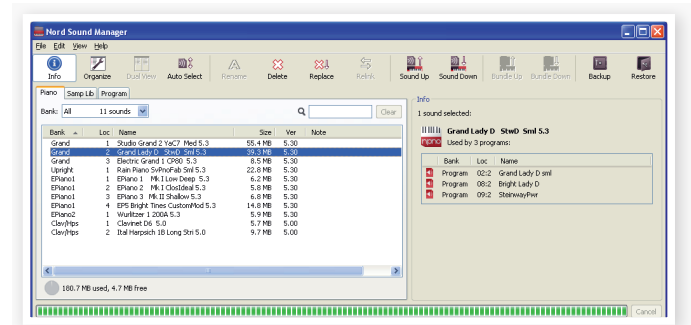 Nord Sound Manager
File Edit View Help
Info Organize Dual View Auto Select Rename Delete Replace Relink Sound Up Sound Down Bundle Up Bundle Down Backup Restore
Piano Samp Lib Program
Bank: All 11 sounds Clear
Bank Loc Name Size Ver Note
Grand 1 Studio Grand 2 YaC7 Med 5.3 55.4 MB 5.30
Grand 2 Grand Lady D StwD Sml 5.3 39.3 MB 5.30
Grand 3 Electric Grand 1 CP80 5.3 8.5 MB 5.30
Upright 1 Rain Piano SvPnoFab Sml 5.3 22.8 MB 5.30
EPiano1 1 EPiano 1 Mk I Low Deep 5.3 6.2 MB 5.30
EPiano1 2 EPiano 2 Mk I ClosIdeal 5.3 5.8 MB 5.30
EPiano1 3 EPiano 3 Mk II Shallow 5.3 6.8 MB 5.30
EPiano1 4 EP5 Bright Tines CustomMod 5.3 14.8 MB 5.30
EPiano2 1 Wurlitzer 1 200A 5.3 5.9 MB 5.30
Clav/Hps 1 Clavinet D6 5.0 5.7 MB 5.00
Clav/Hps 2 Ital Harpsich 1B Long Stri 5.0 9.7 MB 5.00
180.7 MB used, 4.7 MB free
Info
1 sound selected:
Grand Lady D StwD Sml 5.3
npno Used by 3 programs:
Bank Loc Name
Program 02:2 Grand Lady D sml
Program 08:2 Bright Lady D
Program 09:2 SteinwayPwr
Cancel